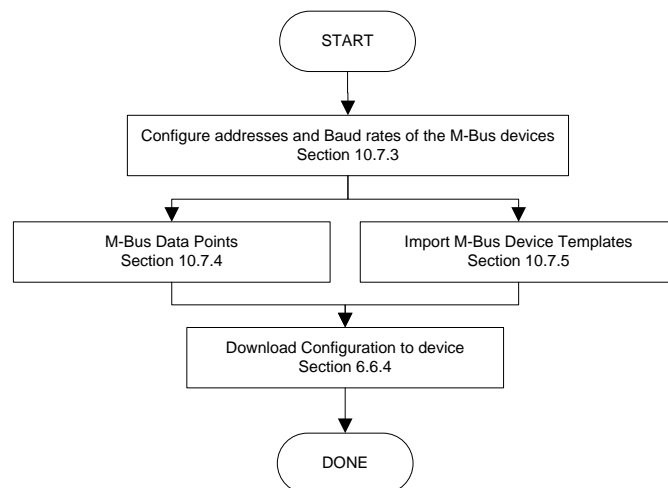 START
Configure addresses and Baud rates of the M-Bus devices
Section 10.7.3
M-Bus Data Points
Section 10.7.4
Import M-Bus Device Templates
Section 10.7.5
Download Configuration to device
Section 6.6.4
DONE